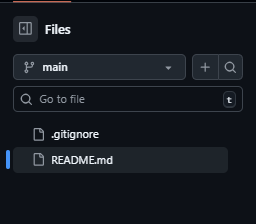 Files
main
Go to file
t
.gitignore
README.md